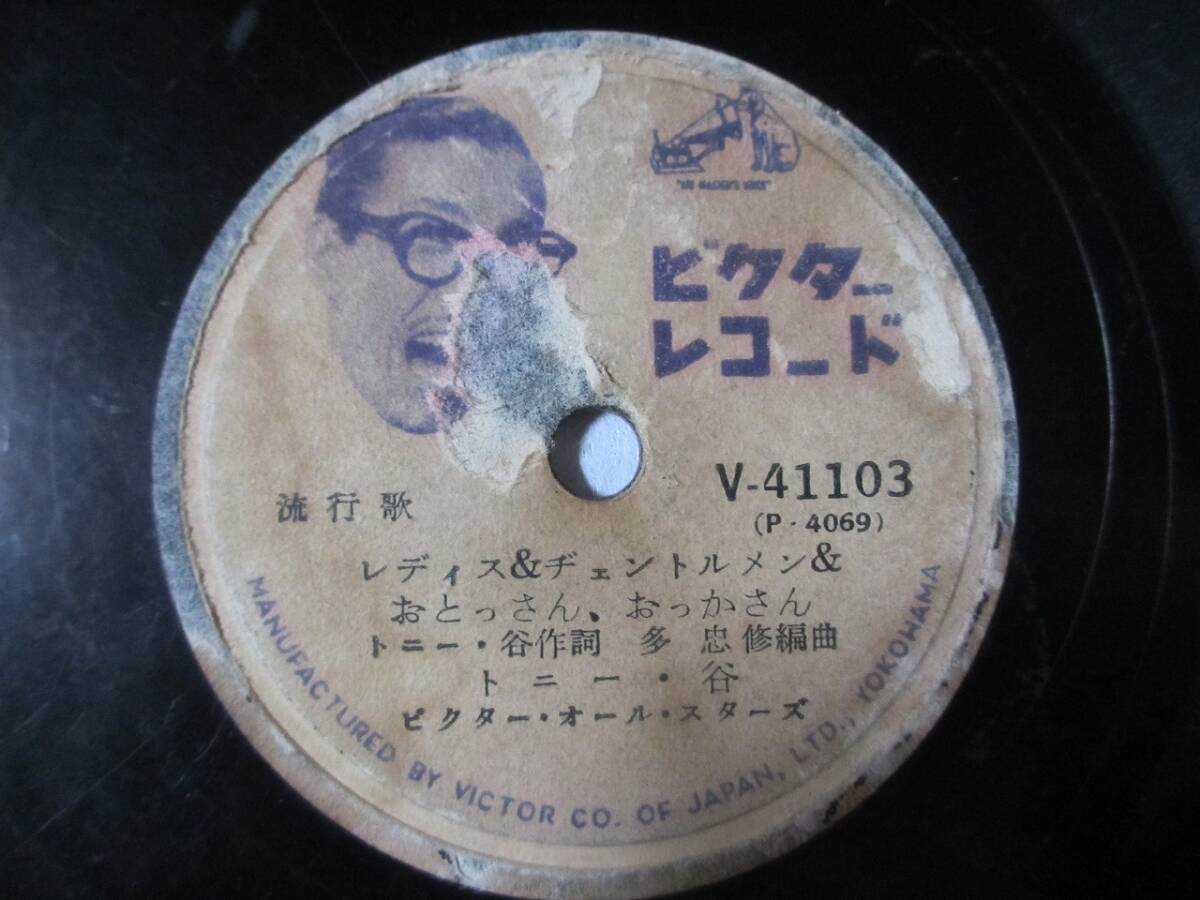 "HIS MASTER'S VOICE"
ビクター
レコード
V-41103
(P・4069)
流行歌
レディス&ヂェントルメン&
おとっさん、おっかさん
トニー・谷作詞 多 忠修編曲
トニー・谷
ビクター・オール・スターズ
MANUFACTURED BY VICTOR CO. OF JAPAN, LTD., YOKOHAMA